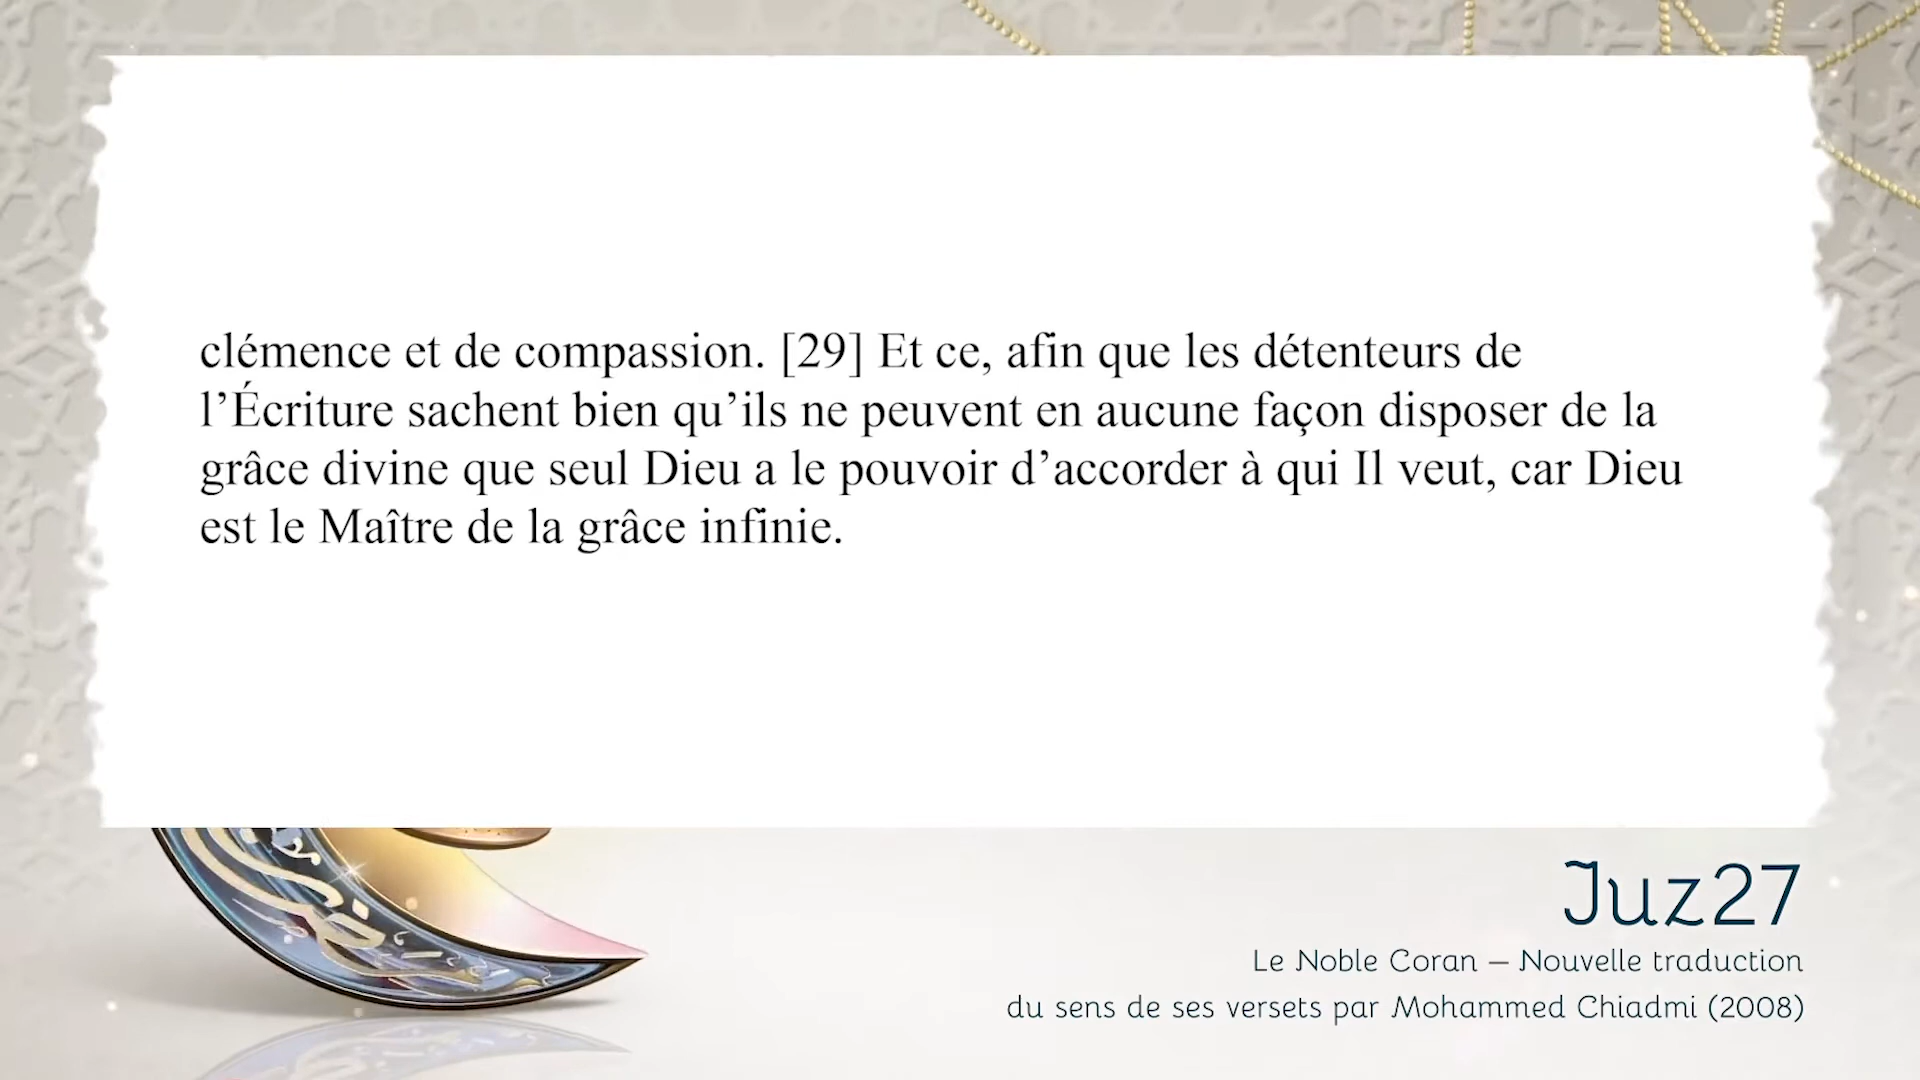 clémence et de compassion. [29] Et ce, afin que les détenteurs de
l’Écriture sachent bien qu’ils ne peuvent en aucune façon disposer de la
grâce divine que seul Dieu a le pouvoir d’accorder à qui Il veut, car Dieu
est le Maître de la grâce infinie.
Juz27
Le Noble Coran – Nouvelle traduction
du sens de ses versets par Mohammed Chiadmi (2008)